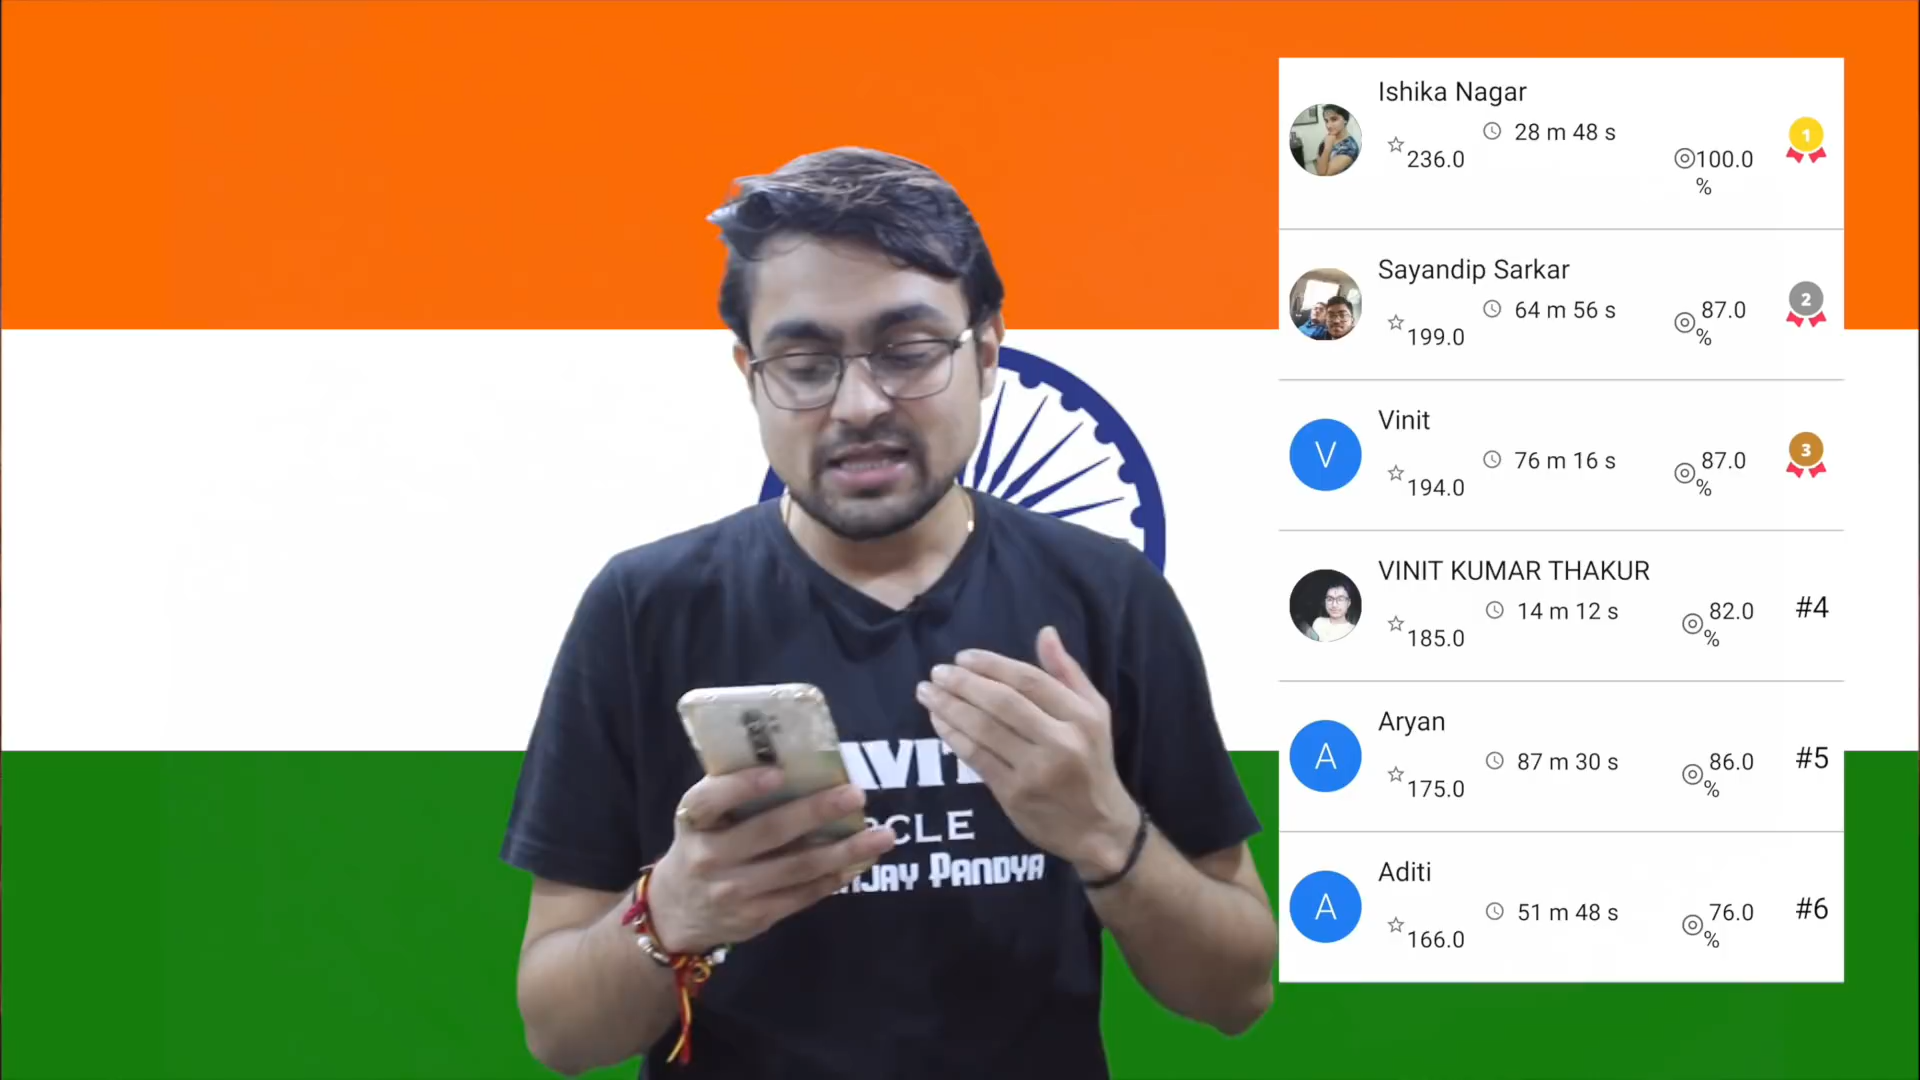 Ishika Nagar
28 m 48 s
236.0
100.0
%
1
Sayandip Sarkar
64 m 56 s
199.0
87.0
%
2
V
Vinit
76 m 16 s
194.0
87.0
%
3
VINIT KUMAR THAKUR
14 m 12 s
185.0
82.0
%
#4
A
Aryan
87 m 30 s
175.0
86.0
%
#5
A
Aditi
51 m 48 s
166.0
76.0
%
#6
PANDYA